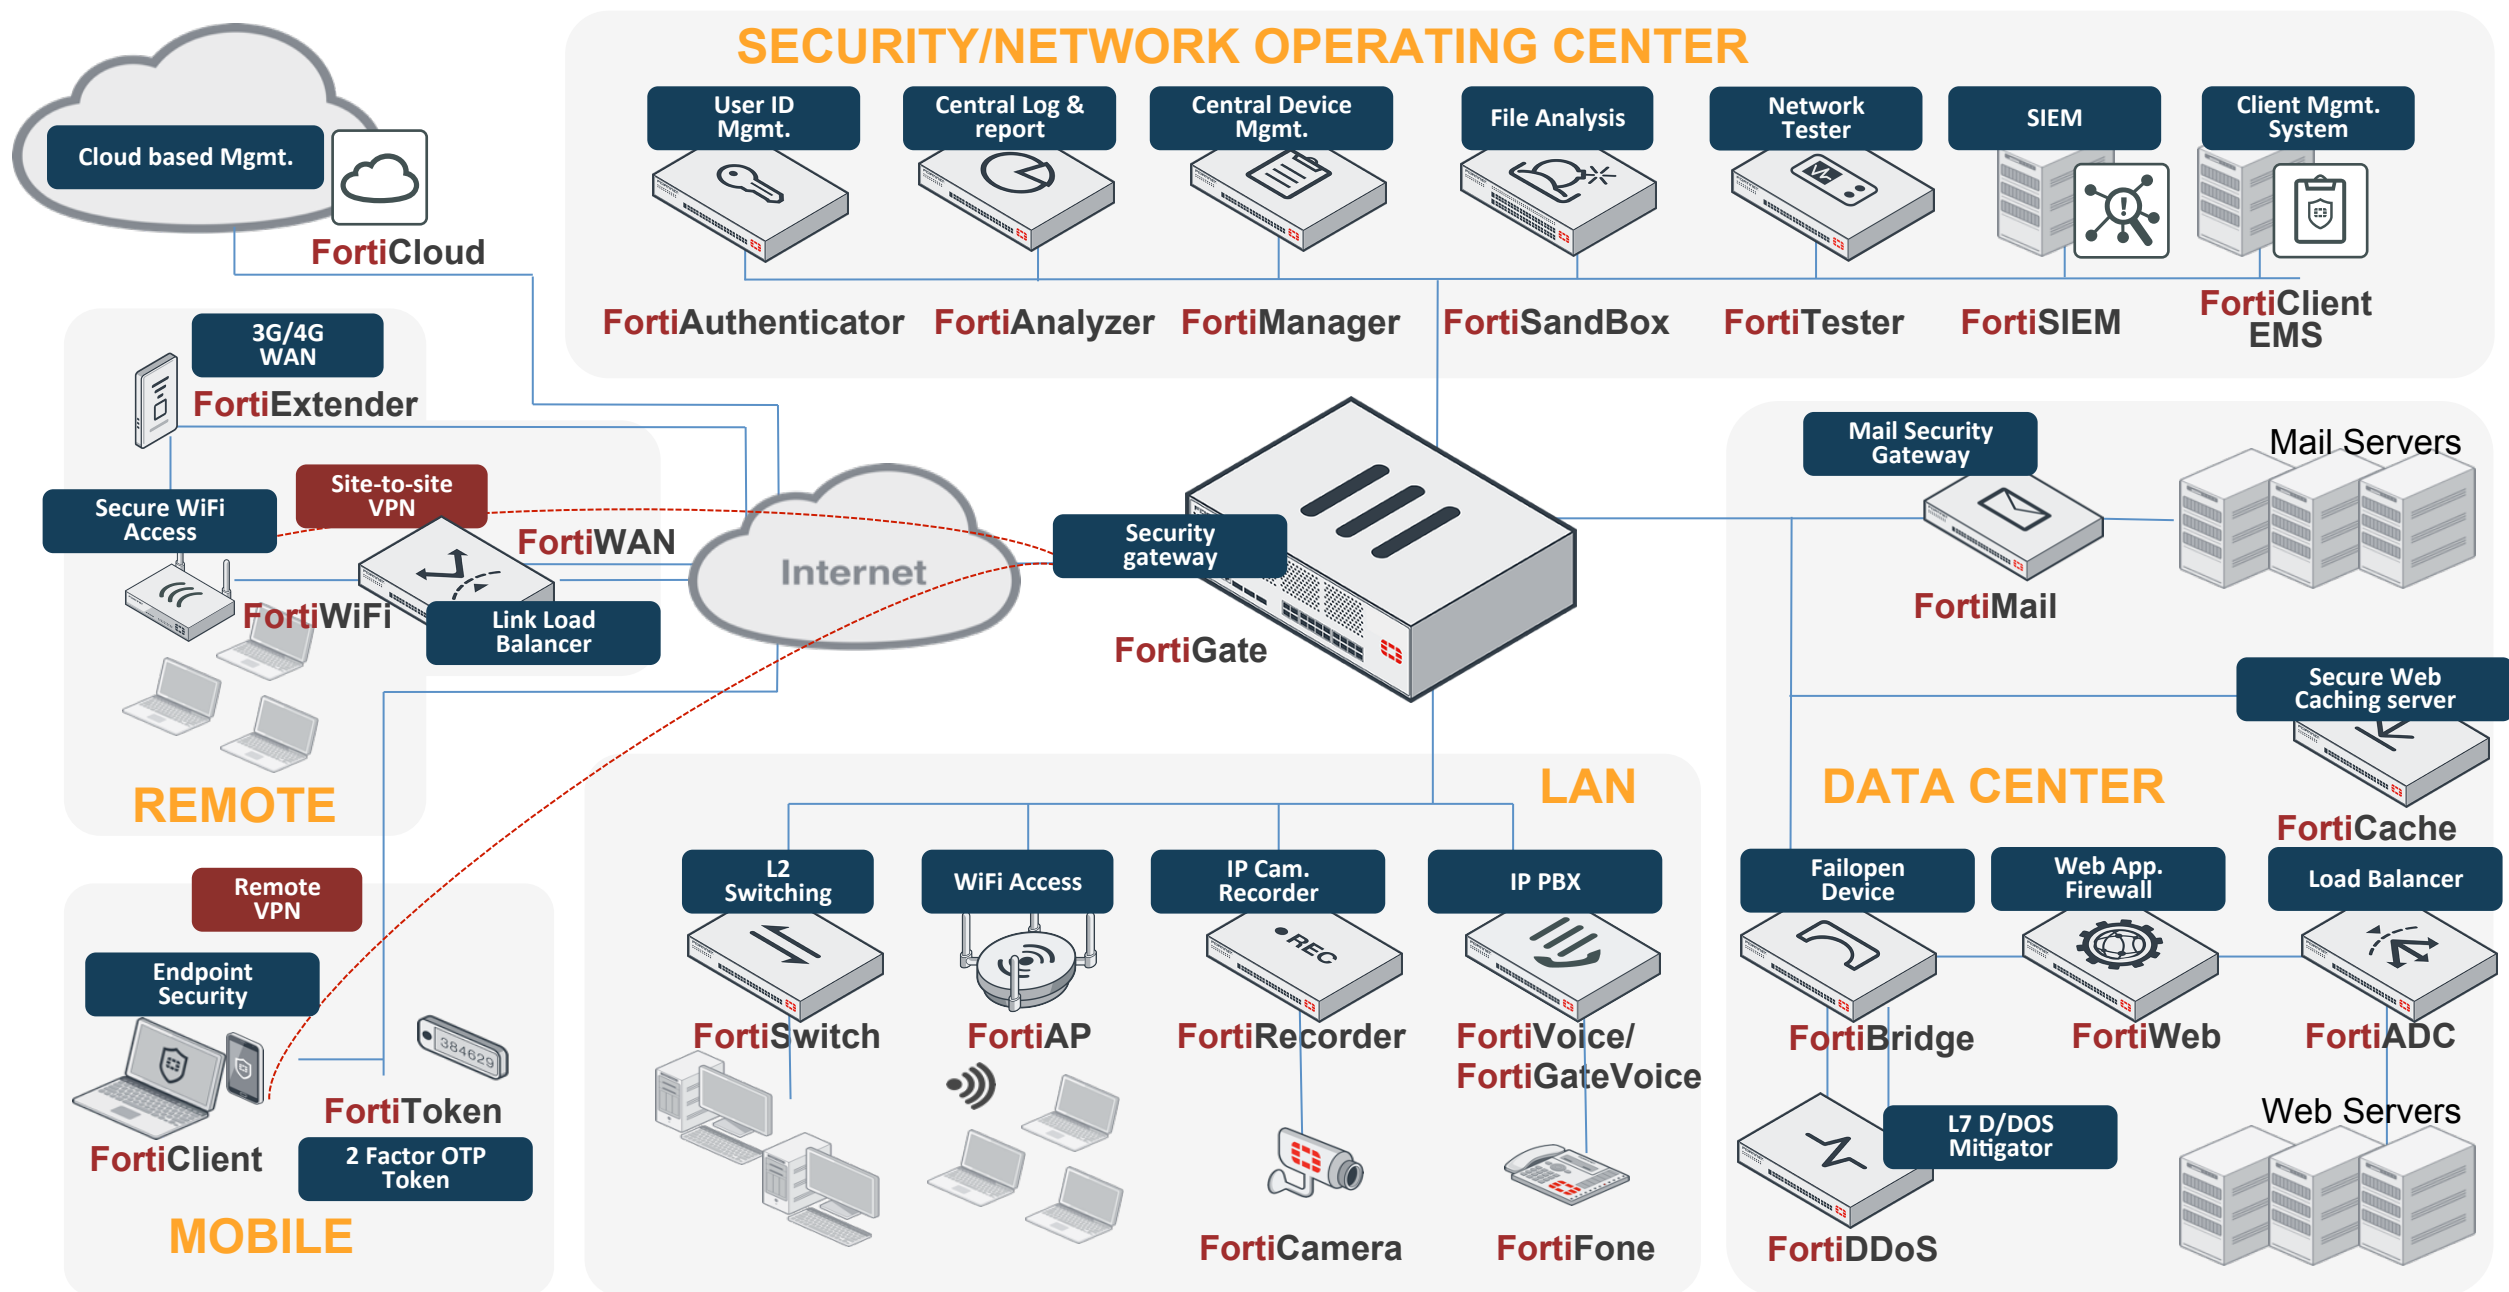 SECURITY/NETWORK OPERATING CENTER
User ID
Mgmt.
Central Log &
report
Central Device
Mgmt.
File Analysis
Network
Tester
SIEM
Client Mgmt.
System
Cloud based Mgmt.
FortiCloud
FortiAuthenticator
FortiAnalyzer
FortiManager
FortiSandBox
FortiTester
FortiSIEM
FortiClient
EMS
3G/4G
WAN
FortiExtender
Site-to-site
VPN
Secure WiFi
Access
FortiWAN
FortiWiFi
Link Load
Balancer
Internet
Security
gateway
FortiGate
REMOTE
Mail Security
Gateway
Mail Servers
FortiMail
Secure Web
Caching server
DATA CENTER
FortiCache
Failopen
Device
Web App.
Firewall
Load Balancer
FortiBridge
FortiWeb
FortiADC
L7 D/DOS
Mitigator
Web Servers
FortiDDoS
LAN
L2
Switching
WiFi Access
IP Cam.
Recorder
IP PBX
REC
FortiSwitch
FortiAP
FortiRecorder
FortiVoice/
FortiGateVoice
FortiCamera
FortiFone
Remote
VPN
Endpoint
Security
384629
FortiToken
FortiClient
2 Factor OTP
Token
MOBILE